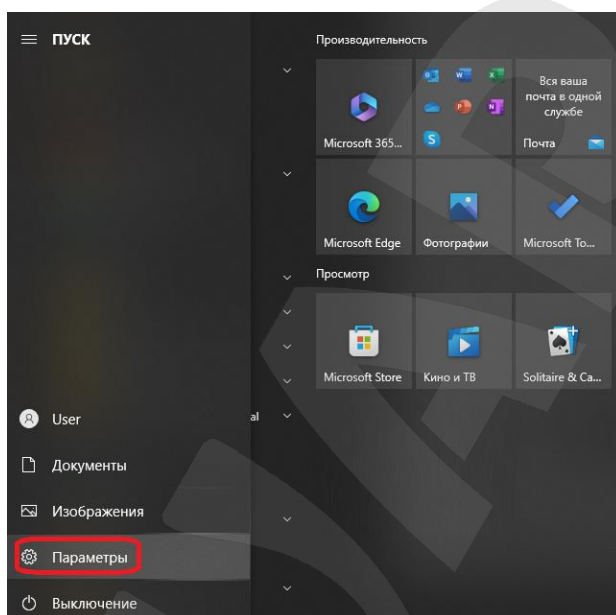 ПУСК
User
al
Документы
Изображения
Параметры
Выключение
Производительность
Microsoft 365...
Вся ваша
почта в одной
службе
Почта
Microsoft Edge
Фотографии
Microsoft To...
Просмотр
Microsoft Store
Кино и ТВ
Solitaire & Ca...